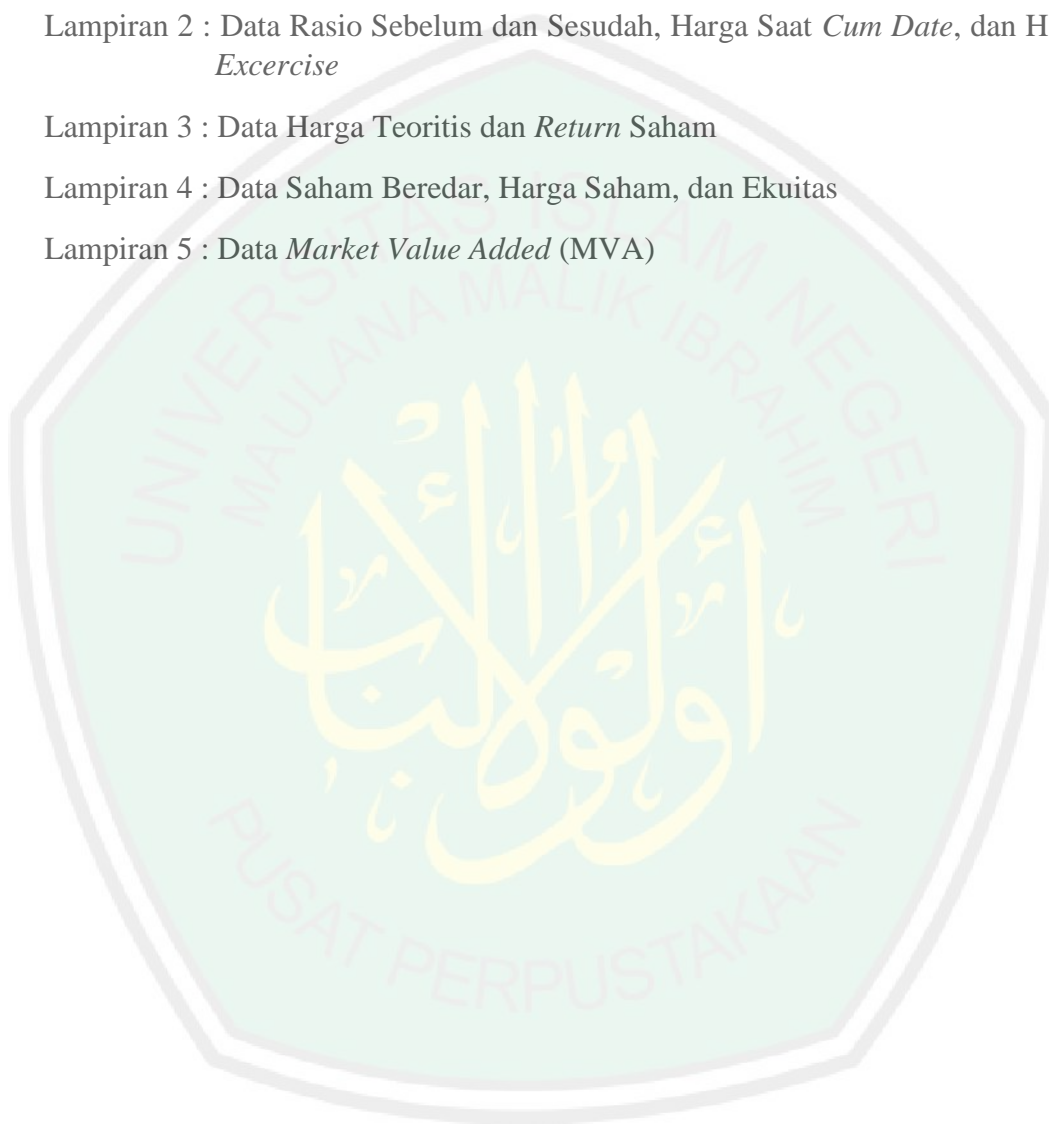 Lampiran 2 : Data Rasio Sebelum dan Sesudah, Harga Saat Cum Date, dan H
Excercise
Lampiran 3 : Data Harga Teoritis dan Return Saham
Lampiran 4 : Data Saham Beredar, Harga Saham, dan Ekuitas
Lampiran 5 : Data Market Value Added (MVA)
UNIVERSITAS ISLAM NEGERI
MAULANA MALIK IBRAHIM
PUSAT PERPUSTAKAAN